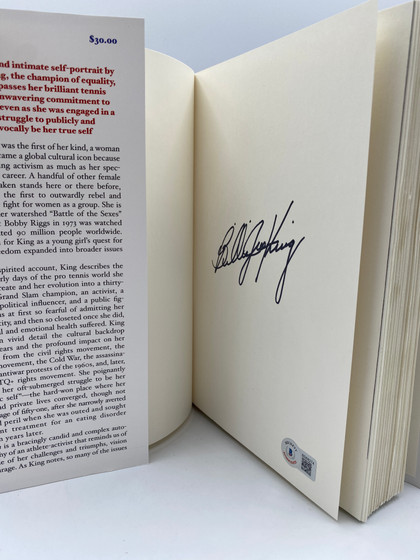 $30.00
nd intimate self-portrait by
g, the champion of equality,
passes her brilliant tennis
unwavering commitment to
even as she was engaged in a
struggle to publicly and
vocally be her true self
was the first of her kind, a woman
came a global cultural icon because
ng activism as much as her spec-
career. A handful of other female
aken stands here or there before,
the first to outwardly rebel and
fight for women as a group. She is
er watershed “Battle of the Sexes”
Bobby Riggs in 1973 was watched
ted 90 million people worldwide.
n for King as a young girl's quest for
eedom expanded into broader issues
spirited account, King describes the
rly days of the pro tennis world she
reate and her evolution into a thirty-
Grand Slam champion, an activist, a
political influencer, and a public fig-
s at first so fearful of admitting her
ity, and then so closeted once she did,
l and emotional health suffered. King
n vivid detail the cultural backdrop
ears and the profound impact on her
from the civil rights movement, the
ovement, the Cold War, the assassina-
antiwar protests of the 1960s, and, later,
TQ+ rights movement. She poignantly
her oft-submerged struggle to be her
c self”—the hard-won place where her
nd private lives converged, though not
age of fifty-one, after she narrowly averted
l peril when she was outed and sought
nt treatment for an eating disorder
n years later.
is a bracingly candid and complex auto-
hy of an athlete-activist that reminds us of
e of her challenges and triumphs, vision
rage. As King notes, so many of the issues
Billie Jean King